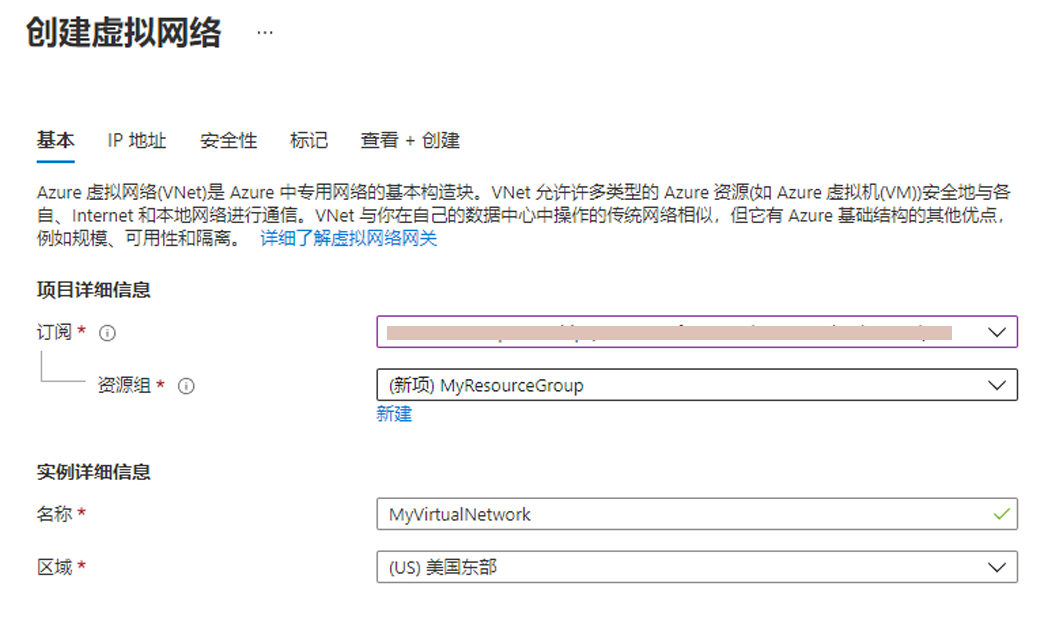 创建虚拟网络 ...
基本 IP 地址 安全性 标记 查看 + 创建
Azure 虚拟网络(VNet)是 Azure 中专用网络的基本构造块。VNet 允许许多类型的 Azure 资源(如 Azure 虚拟机(VM))安全地与各
自、Internet 和本地网络进行通信。VNet 与你在自己的数据中心中操作的传统网络相似，但它有 Azure 基础结构的其他优点，
例如规模、可用性和隔离。 详细了解虚拟网络网关
项目详细信息
订阅 *
资源组 * (新项) MyResourceGroup
新建
实例详细信息
名称 * MyVirtualNetwork
区域 * (US) 美国东部